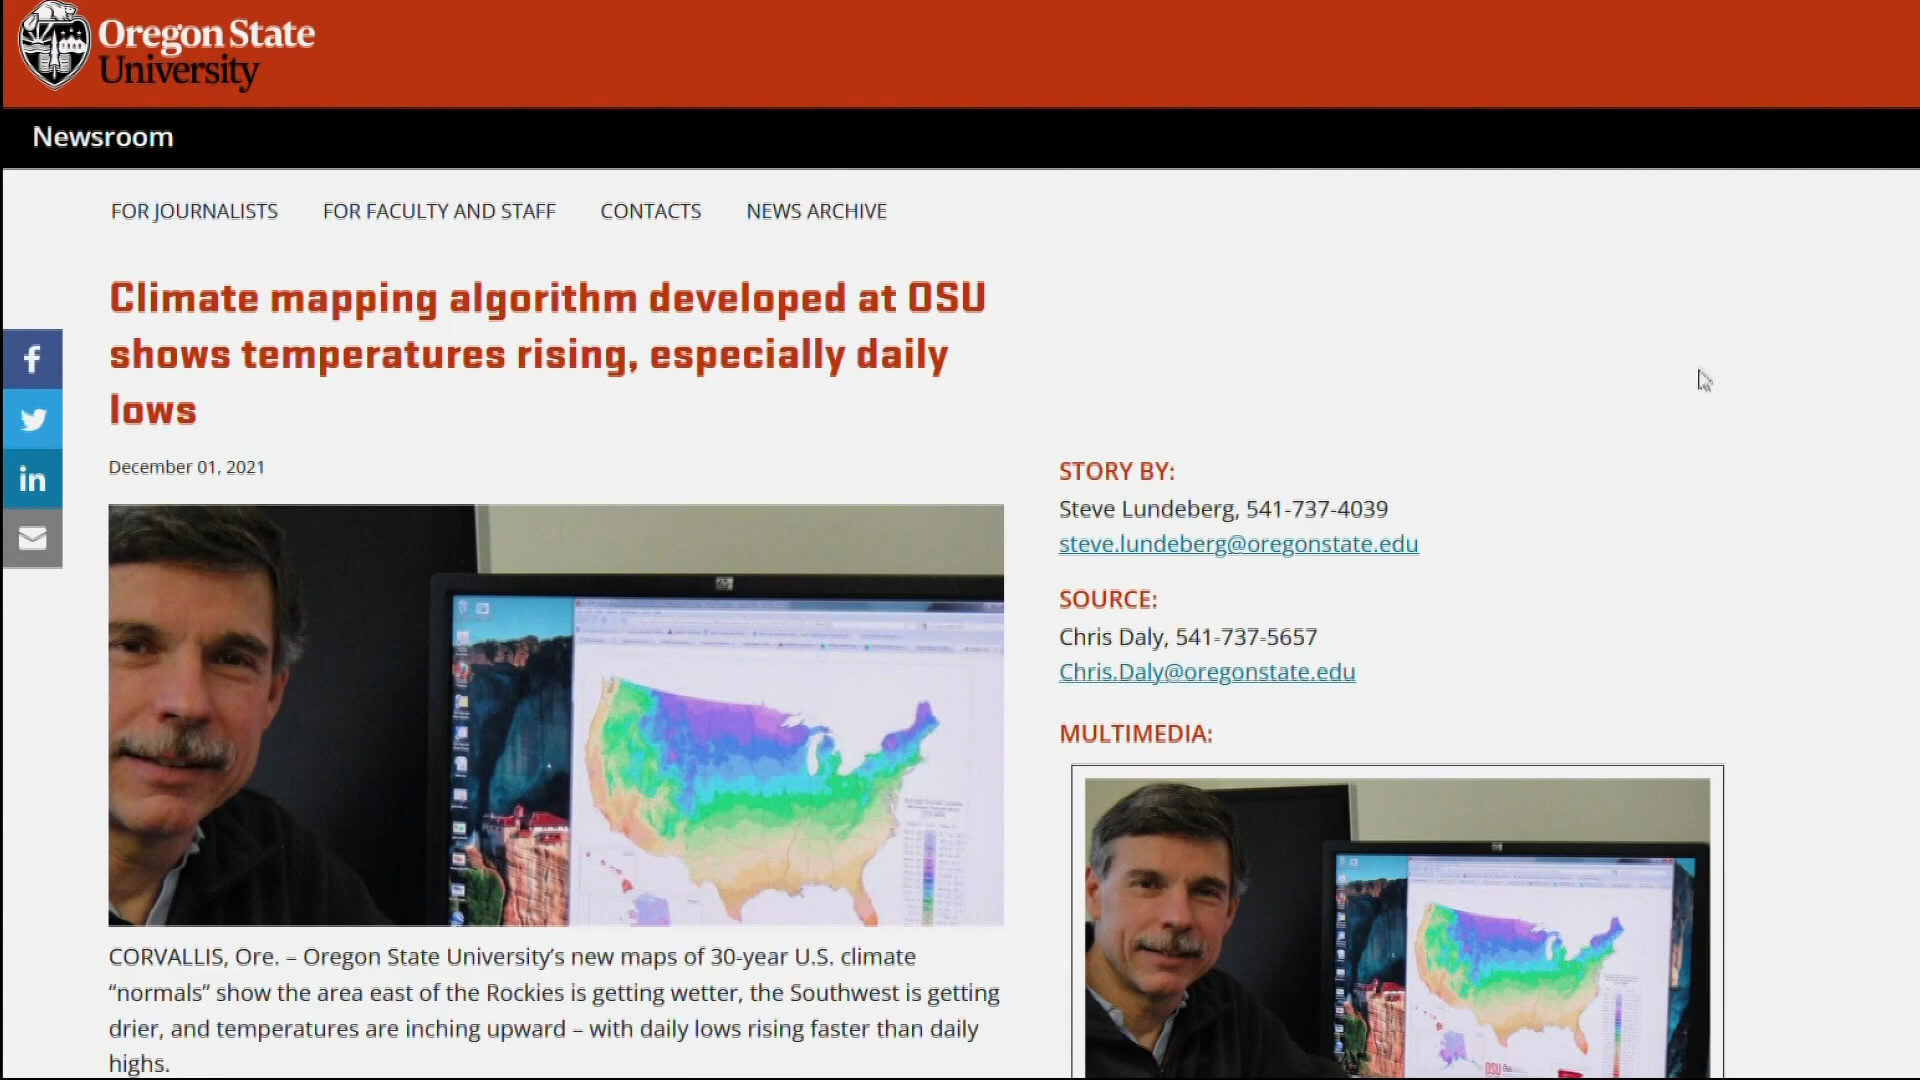 Oregon State
University
Newsroom
FOR JOURNALISTS FOR FACULTY AND STAFF CONTACTS NEWS ARCHIVE
Climate mapping algorithm developed at OSU
shows temperatures rising, especially daily
lows
December 01, 2021
CORVALLIS, Ore. – Oregon State University’s new maps of 30-year U.S. climate
“normals” show the area east of the Rockies is getting wetter, the Southwest is getting
drier, and temperatures are inching upward – with daily lows rising faster than daily
highs.
STORY BY:
Steve Lundeberg, 541-737-4039
steve.lundeberg@oregonstate.edu
SOURCE:
Chris Daly, 541-737-5657
Chris.Daly@oregonstate.edu
MULTIMEDIA:
OSU